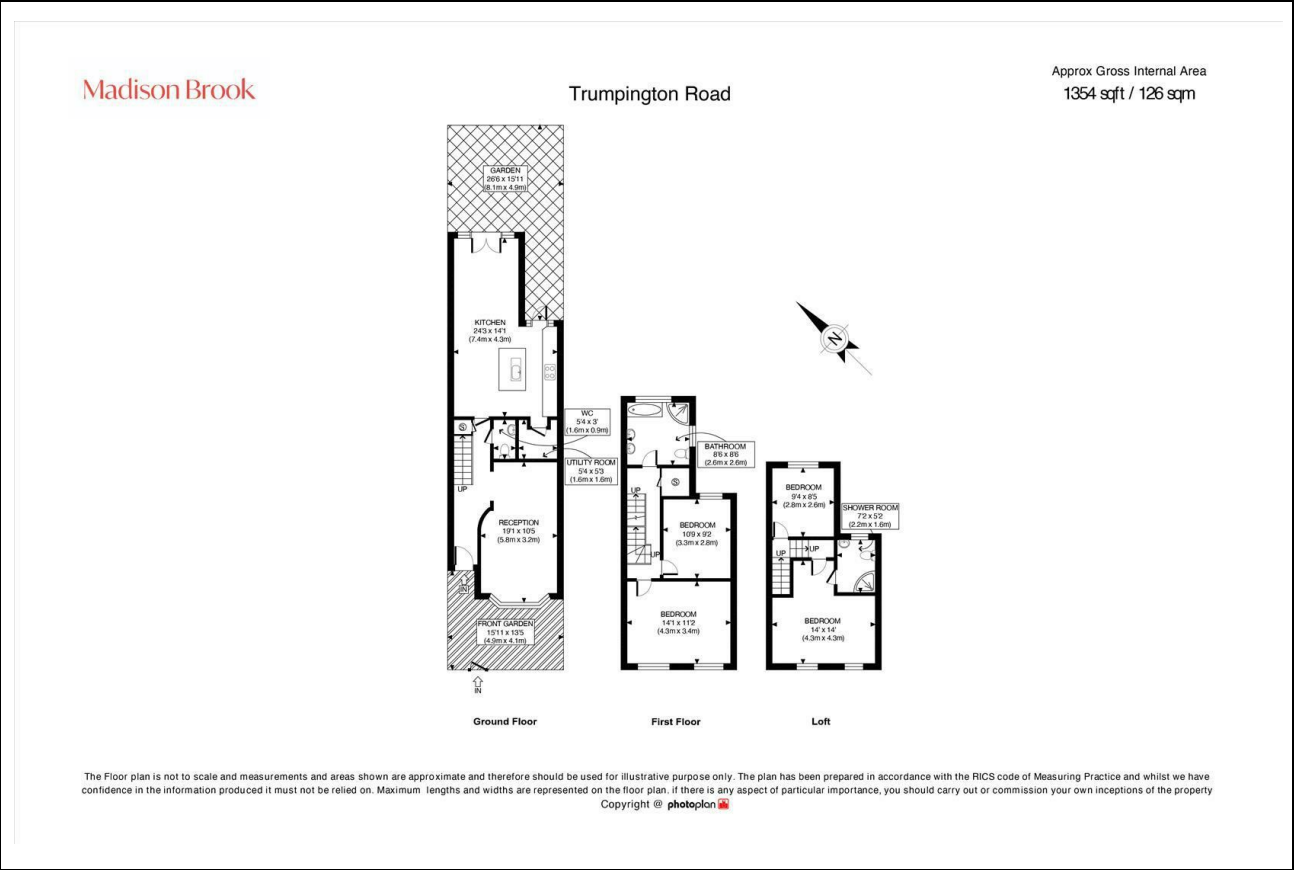 Madison Brook
Trumpington Road
Approx Gross Internal Area
1354 sqft / 126 sqm
GARDEN
26'6 x 15'11
(8.1m x 4.9m)
KITCHEN
24'3 x 14'1
(7.4m x 4.3m)
N
S
WC
5'4 x 3'
(1.6m x 0.9m)
UTILITY ROOM
5'4 x 5'3
(1.6m x 1.6m)
UP
RECEPTION
19'1 x 10'5
(5.8m x 3.2m)
IN
FRONT GARDEN
15'11 x 13'5
(4.9m x 4.1m)
IN
Ground Floor
BATHROOM
8'6 x 8'6
(2.6m x 2.6m)
S
UP
BEDROOM
10'9 x 9'2
(3.3m x 2.8m)
UP
BEDROOM
14'1 x 11'2
(4.3m x 3.4m)
First Floor
BEDROOM
9'4 x 8'5
(2.8m x 2.6m)
SHOWER ROOM
7'2 x 5'2
(2.2m x 1.6m)
UP
UP
BEDROOM
14' x 14'
(4.3m x 4.3m)
Loft
The Floor plan is not to scale and measurements and areas shown are approximate and therefore should be used for illustrative purpose only. The plan has been prepared in accordance with the RICS code of Measuring Practice and whilst we have
confidence in the information produced it must not be relied on. Maximum lengths and widths are represented on the floor plan. if there is any aspect of particular importance, you should carry out or commission your own inceptions of the property
Copyright @ photoplan